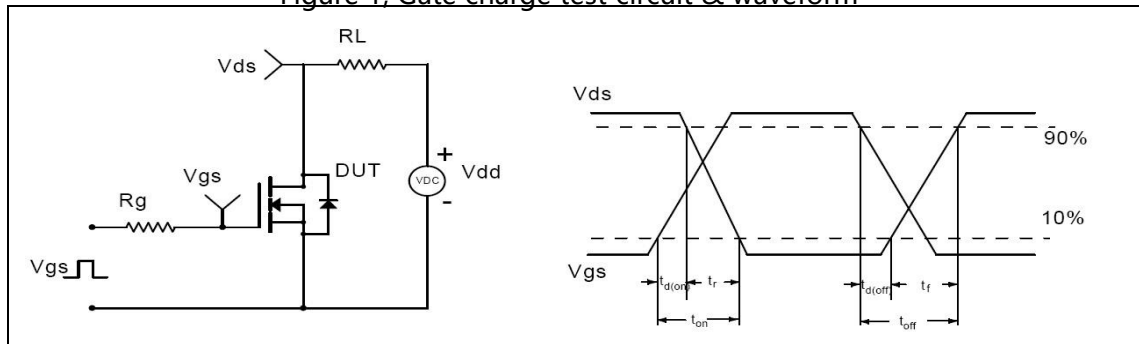 Figure 1, Gate charge test circuit & waveform
RL
Vds
Vds
90%
VDC
+
Vdd
-
DUT
Vgs
Rg
10%
Vgs
Vgs
td(on)
tr
ton
td(off)
tf
toff